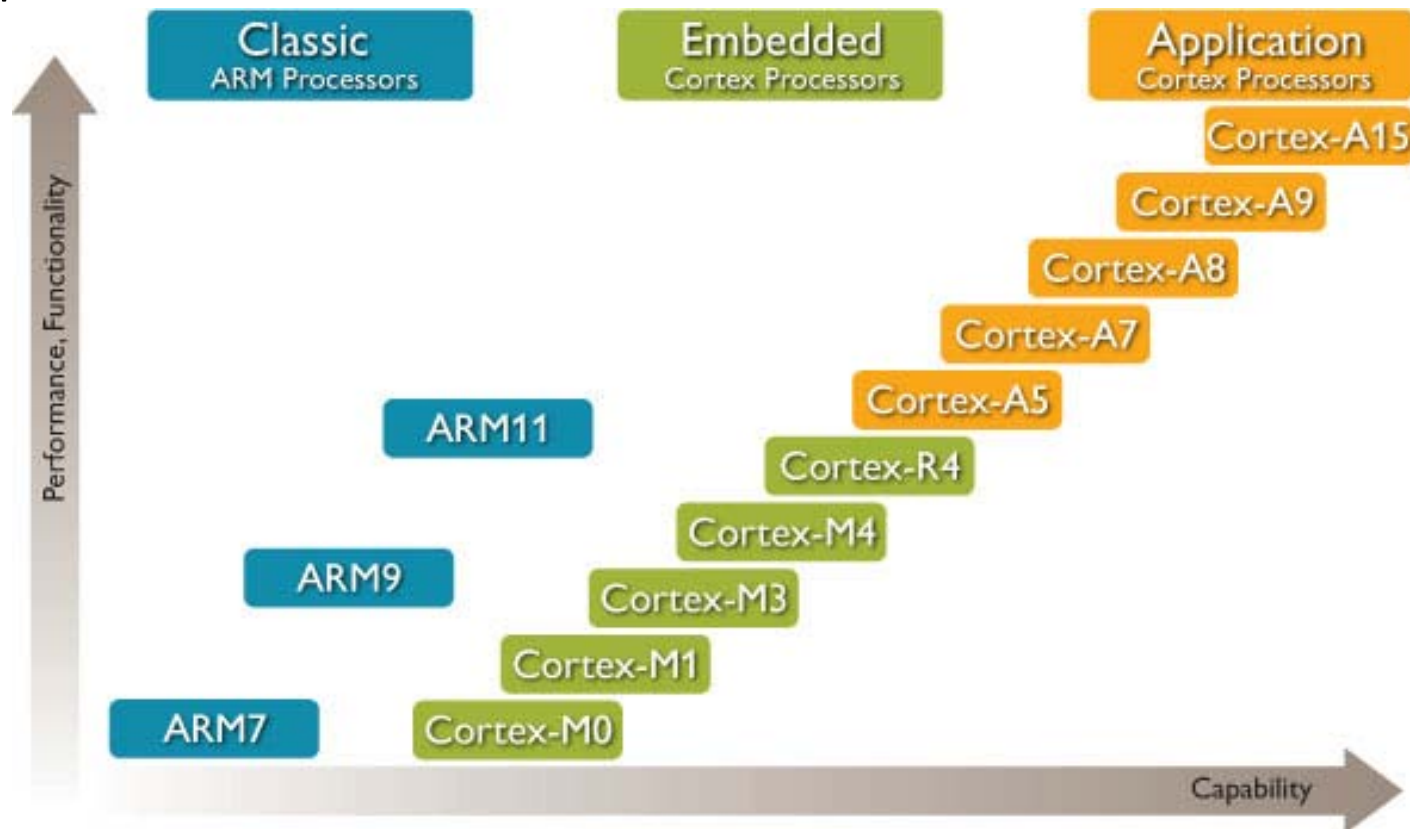 Classic
ARM Processors
Embedded
Cortex Processors
Application
Cortex Processors
Performance, Functionality
Cortex-A15
Cortex-A9
Cortex-A8
Cortex-A7
Cortex-A5
ARM11
Cortex-R4
Cortex-M4
ARM9
Cortex-M3
Cortex-M1
ARM7
Cortex-M0
Capability